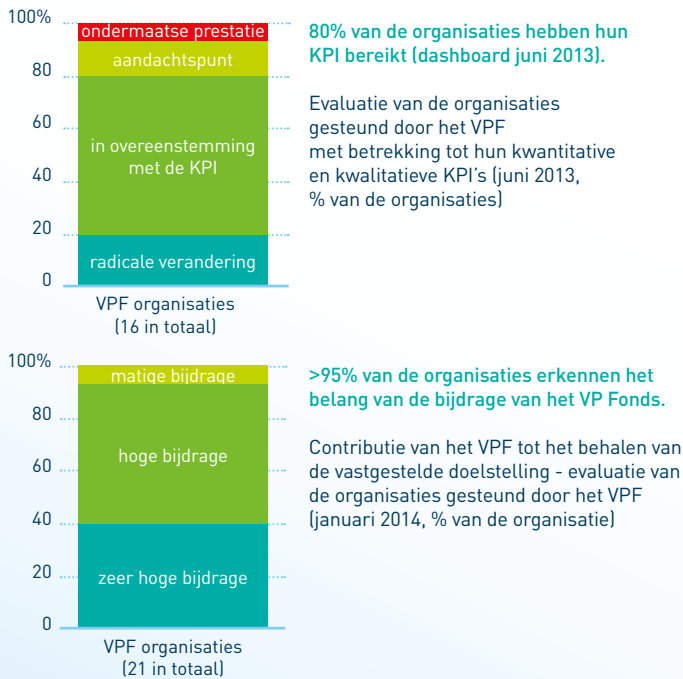 100%
80
60
40
20
0
ondermaatse prestatie
aandachtspunt
in overeenstemming
met de KPI
radicale verandering
VPF organisaties
(16 in totaal)
80% van de organisaties hebben hun
KPI bereikt (dashboard juni 2013).
Evaluatie van de organisaties
gesteund door het VPF
met betrekking tot hun kwantitative
en kwalitatieve KPI's (juni 2013,
% van de organisaties)
100%
80
60
40
20
0
matige bijdrage
hoge bijdrage
zeer hoge bijdrage
VPF organisaties
(21 in totaal)
>95% van de organisaties erkennen het
belang van de bijdrage van het VP Fonds.
Contributie van het VPF tot het behalen van
de vastgestelde doelstelling - evaluatie van
de organisaties gesteund door het VPF
(januari 2014, % van de organisatie)